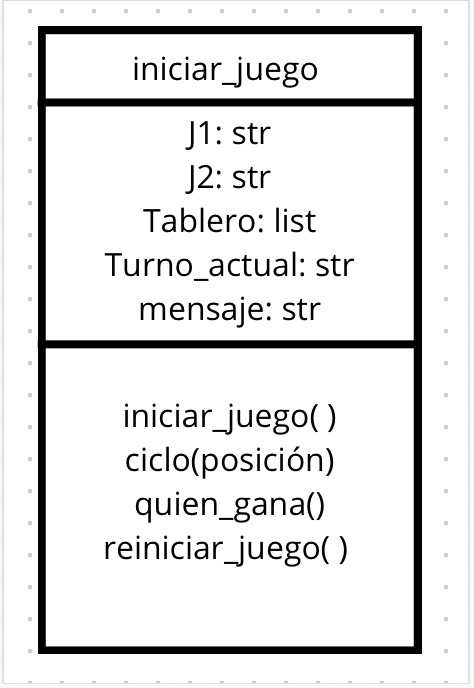 iniciar_juego
J1: str
J2: str
Tablero: list
Turno_actual: str
mensaje: str
iniciar_juego( )
ciclo(posición)
quien_gana()
reiniciar_juego( )